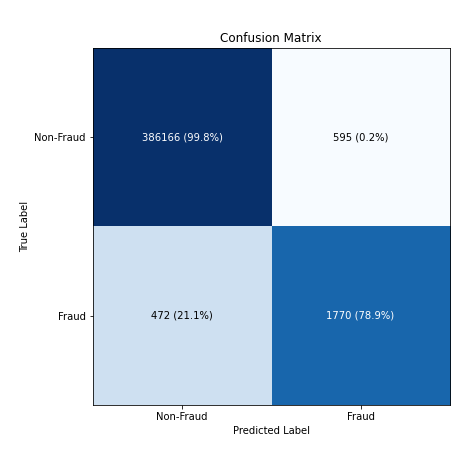 Confusion Matrix
True Label
Non-Fraud
386166 (99.8%)
595 (0.2%)
Fraud
472 (21.1%)
1770 (78.9%)
Non-Fraud
Fraud
Predicted Label